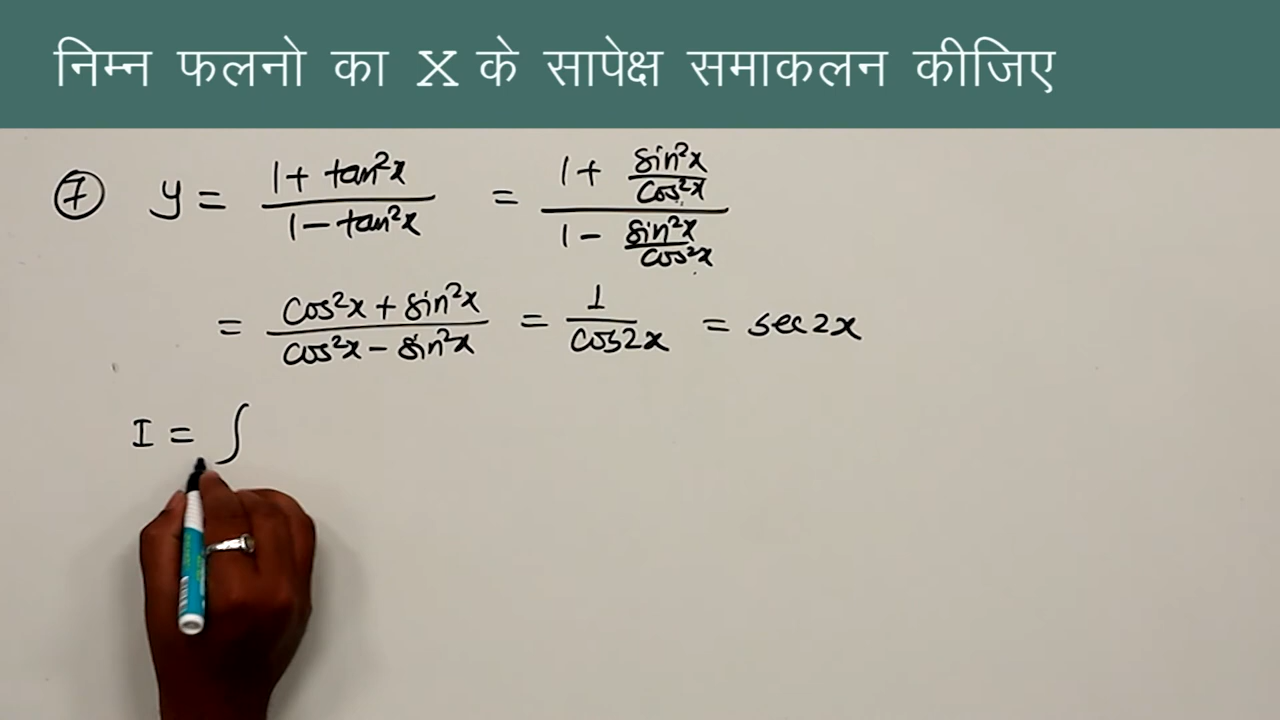 निम्न फलनो का X के सापेक्ष समाकलन कीजिए
⑦ y = (1 + tan²x)/(1 − tan²x) = (1 + sin²x/cos²x)/(1 − sin²x/cos²x)
= (cos²x + sin²x)/(cos²x − sin²x) = 1/cos2x = sec2x
I = ∫